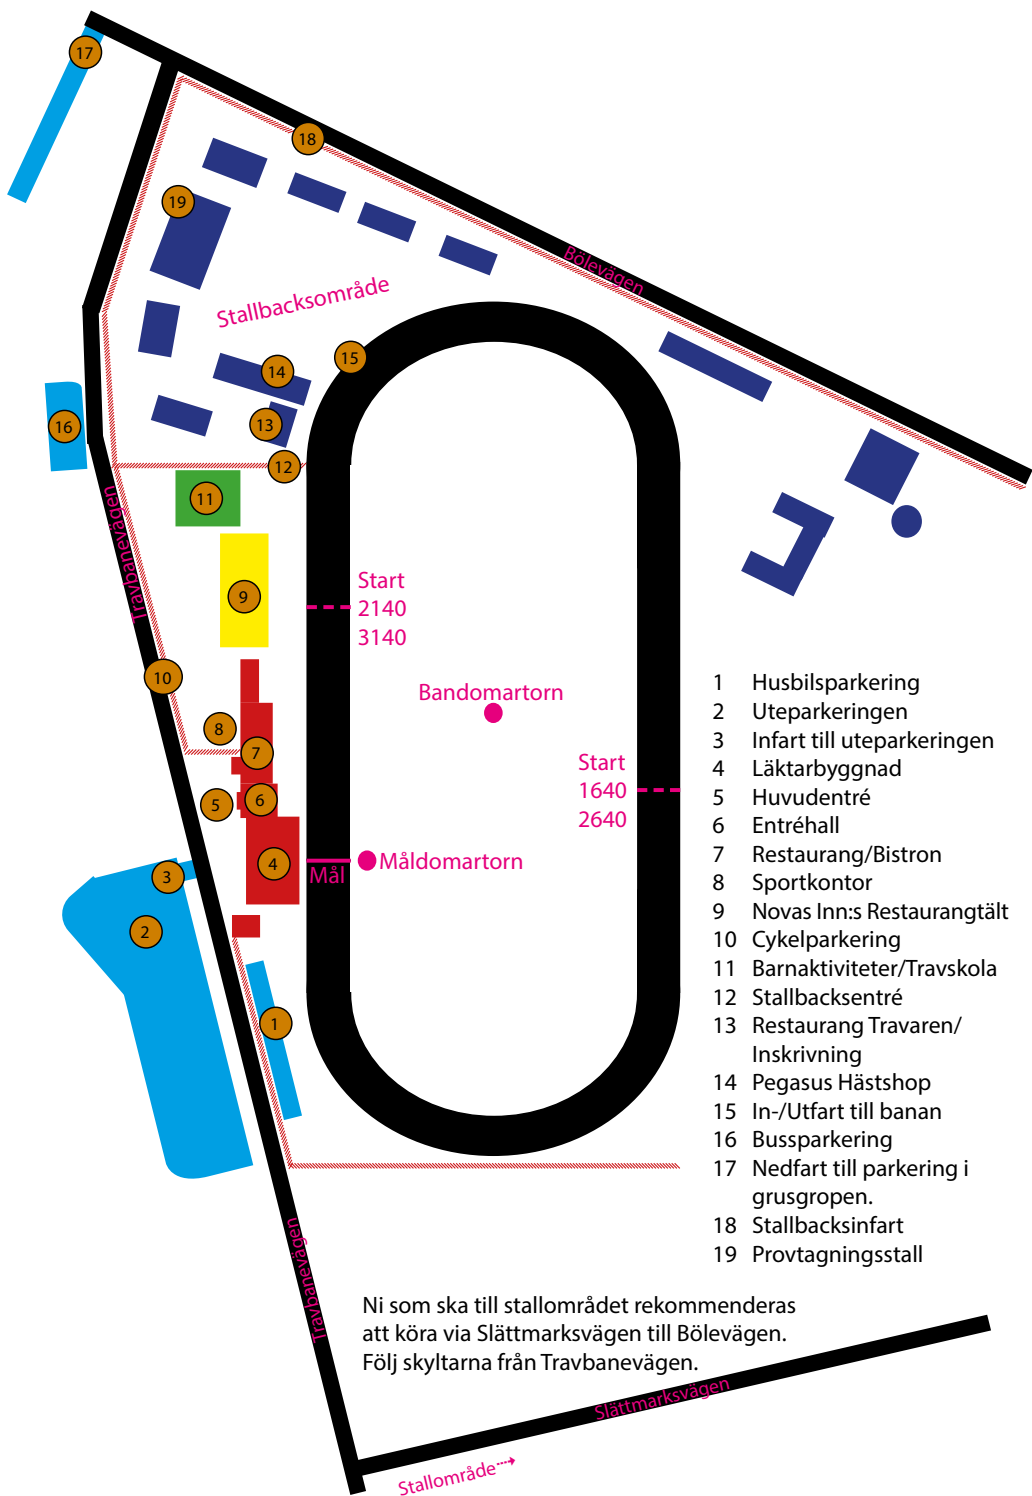 17
18
19
Bölevägen
Stallbacksområde
15
14
16
13
12
11
Travbanevägen
Start
2140
3140
9
10
Bandomartorn
8
7
Start
1640
2640
5
6
Måldomartorn
Mål
4
3
2
1
1 Husbilsparkering
2 Uteparkeringen
3 Infart till uteparkeringen
4 Läktarbyggnad
5 Huvudentré
6 Entréhall
7 Restaurang/Bistron
8 Sportkontor
9 Novas Inn:s Restaurangtält
10 Cykelparkering
11 Barnaktiviteter/Travskola
12 Stallbacksentré
13 Restaurang Travaren/
Inskrivning
14 Pegasus Hästshop
15 In-/Utfart till banan
16 Bussparkering
17 Nedfart till parkering i
grusgropen.
18 Stallbacksinfart
19 Provtagningsstall
Travbanevägen
Ni som ska till stallområdet rekommenderas
att köra via Slättmarksvägen till Bölevägen.
Följ skyltarna från Travbanevägen.
Slättmarksvägen
Stallområde